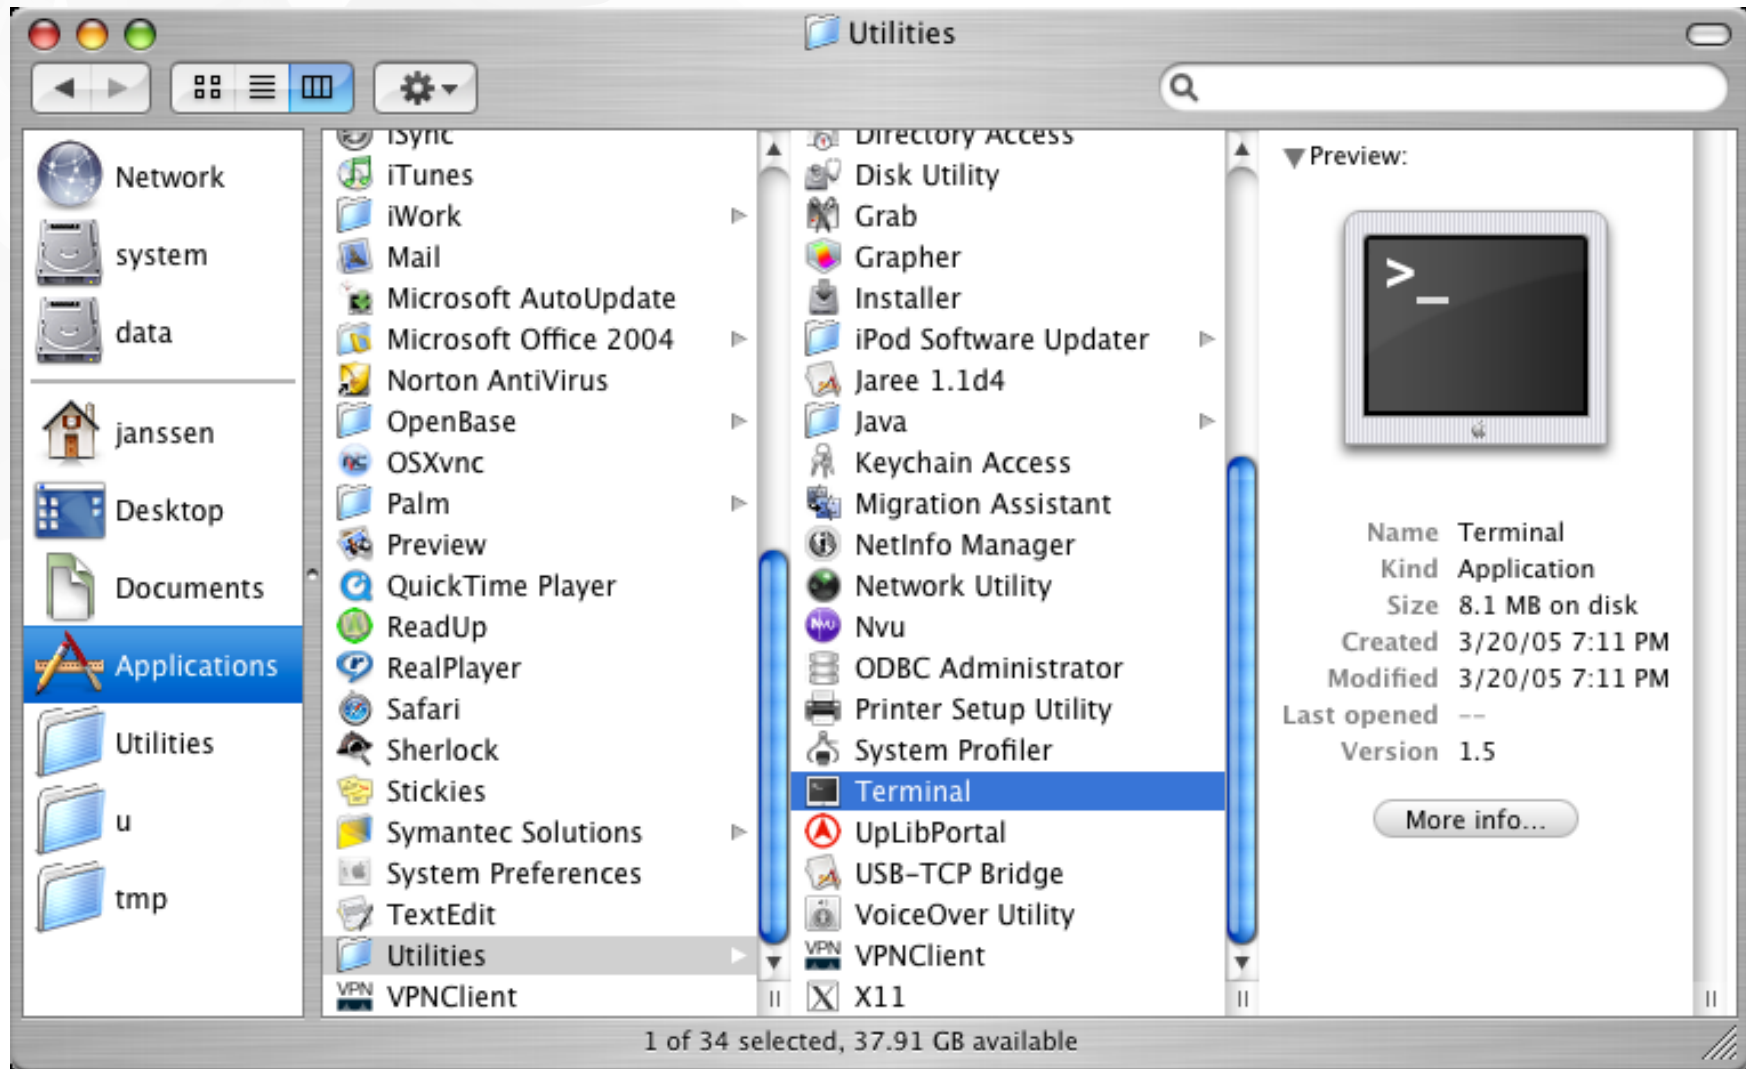 Utilities
Network
system
data
janssen
Desktop
Documents
Applications
Utilities
u
tmp
iSync
iTunes
iWork
Mail
Microsoft AutoUpdate
Microsoft Office 2004
Norton AntiVirus
OpenBase
OSXvnc
Palm
Preview
QuickTime Player
ReadUp
RealPlayer
Safari
Sherlock
Stickies
Symantec Solutions
System Preferences
TextEdit
Utilities
VPN VPNClient
Directory Access
Disk Utility
Grab
Grapher
Installer
iPod Software Updater
Jaree 1.1d4
Java
Keychain Access
Migration Assistant
NetInfo Manager
Network Utility
Nvu Nvu
ODBC Administrator
Printer Setup Utility
System Profiler
Terminal
UpLibPortal
USB-TCP Bridge
VoiceOver Utility
VPN VPNClient
X X11
Preview:
>_
Name Terminal
Kind Application
Size 8.1 MB on disk
Created 3/20/05 7:11 PM
Modified 3/20/05 7:11 PM
Last opened --
Version 1.5
More info...
1 of 34 selected, 37.91 GB available